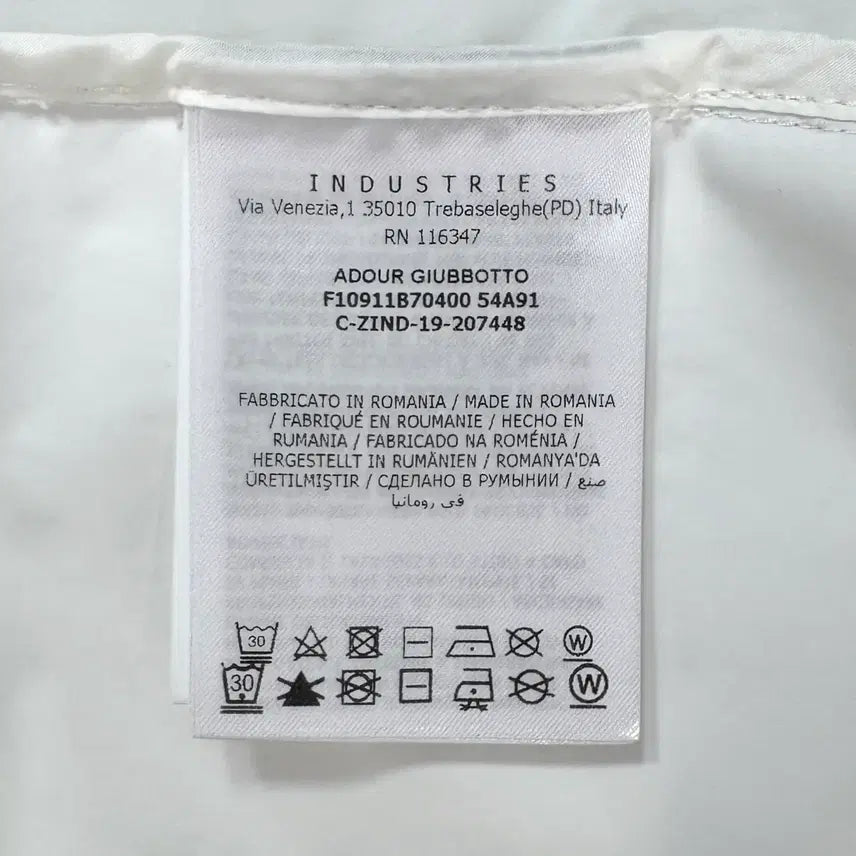 INDUSTRIES
Via Venezia,1 35010 Trebaseleghe(PD) Italy
RN 116347
ADOUR GIUBBOTTO
F10911B70400 54A91
C-ZIND-19-207448
FABBRICATO IN ROMANIA / MADE IN ROMANIA
/ FABRIQUÉ EN ROUMANIE / HECHO EN
RUMANIA / FABRICADO NA ROMÉNIA /
HERGESTELLT IN RUMÄNIEN / ROMANYA'DA
ÜRETILMIŞTIR / СДЕЛАНО В РУМЫНИИ / صنع
في رومانيا
30 W
30 W